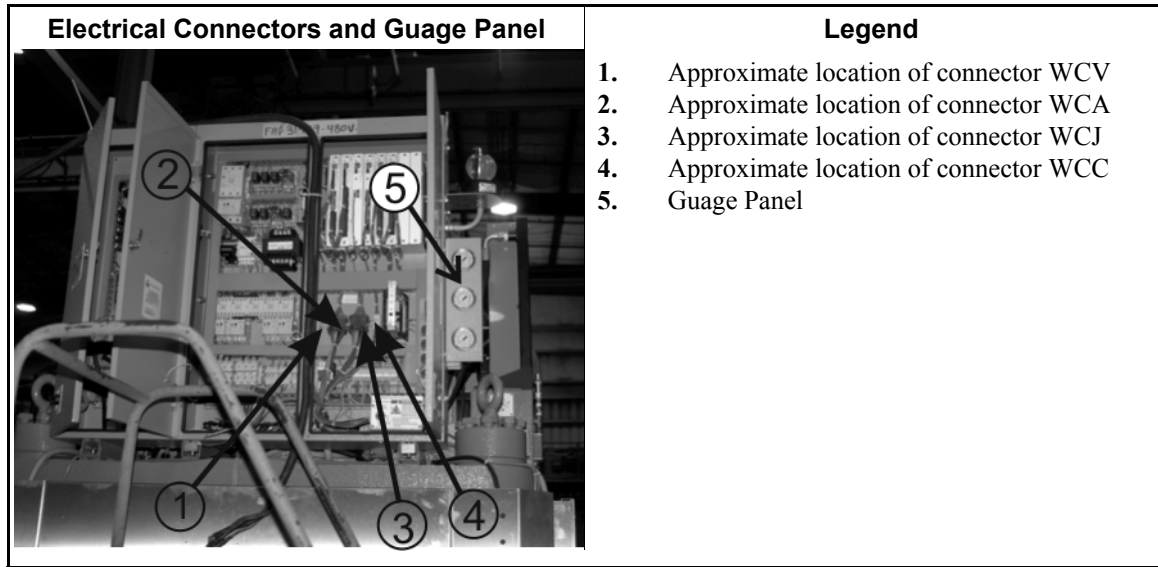 Electrical Connectors and Guage Panel
Legend
1. Approximate location of connector WCV
2. Approximate location of connector WCA
3. Approximate location of connector WCJ
4. Approximate location of connector WCC
5. Guage Panel
2
5
1
3
4